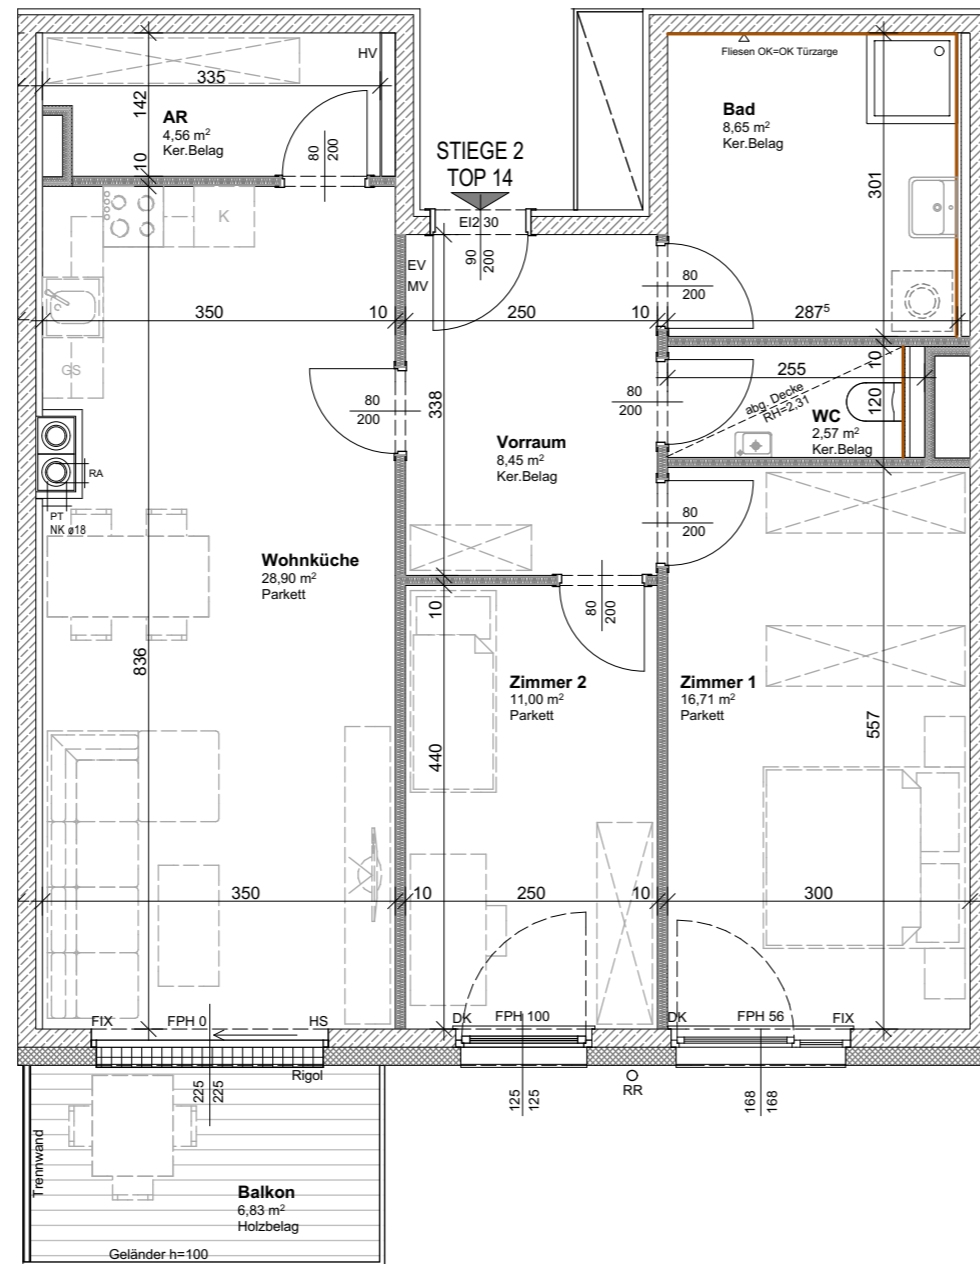 HV
335
142
AR
4,56 m²
Ker.Belag
10
80
200
STIEGE 2
TOP 14
EI2 30
90
200
Fliesen OK=OK Türzarge
Bad
8,65 m²
Ker.Belag
301
K
EV
MV
80
200
350
10
250
10
287⁵
GS
80
200
338
80
200
10
255
120
abg. Decke
RH=2,31
WC
2,57 m²
Ker.Belag
Vorraum
8,45 m²
Ker.Belag
RA
PT
NK ø18
80
200
Wohnküche
28,90 m²
Parkett
10
80
200
836
Zimmer 2
11,00 m²
Parkett
Zimmer 1
16,71 m²
Parkett
557
440
350
10
250
10
300
FIX
FPH 0
HS
DK
FPH 100
DK
FPH 56
FIX
Rigol
225
225
125
125
RR
168
168
Trennwand
Balkon
6,83 m²
Holzbelag
Geländer h=100